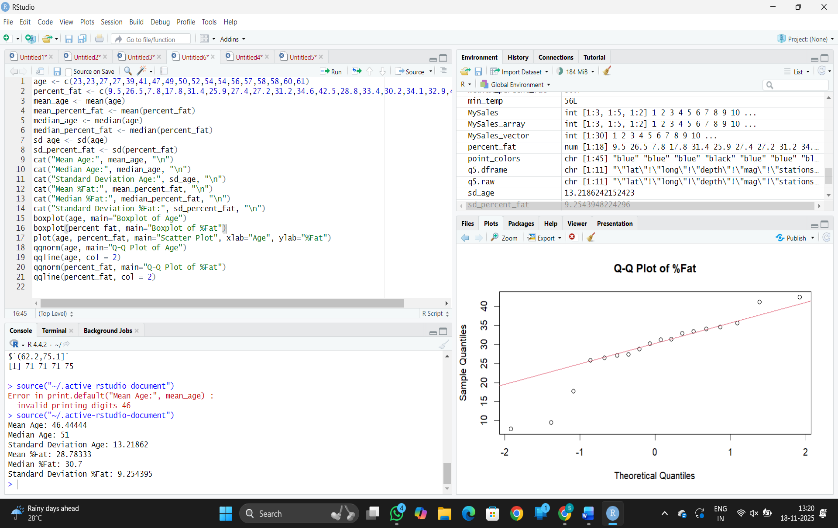 RStudio
File Edit Code View Plots Session Build Debug Profile Tools Help
Go to file/function
Addins
Project: (None)
Untitled1* Untitled2* Untitled3* Untitled6* Untitled4* Untitled5*
Source on Save
Run
Source
1 age <- c(23,23,27,27,39,41,47,49,50,52,54,54,56,57,58,58,60,61)
2 percent_fat <- c(9.5,26.5,7.8,17.8,31.4,25.9,27.4,27.2,31.2,34.6,42.5,28.8,33.4,30.2,34.1,32.9,
3 mean_age <- mean(age)
4 mean_percent_fat <- mean(percent_fat)
5 median_age <- median(age)
6 median_percent_fat <- median(percent_fat)
7 sd_age <- sd(age)
8 sd_percent_fat <- sd(percent_fat)
9 cat("Mean Age:", mean_age, "\n")
10 cat("Median Age:", median_age, "\n")
11 cat("Standard Deviation Age:", sd_age, "\n")
12 cat("Mean %Fat:", mean_percent_fat, "\n")
13 cat("Median %Fat:", median_percent_fat, "\n")
14 cat("Standard Deviation %Fat:", sd_percent_fat, "\n")
15 boxplot(age, main="Boxplot of Age")
16 boxplot(percent_fat, main="Boxplot of %Fat")
17 plot(age, percent_fat, main="Scatter Plot", xlab="Age", ylab="%Fat")
18 qqnorm(age, main="Q-Q Plot of Age")
19 qqline(age, col = 2)
20 qqnorm(percent_fat, main="Q-Q Plot of %Fat")
21 qqline(percent_fat, col = 2)
22
16:45 (Top Level) R Script
Console Terminal Background Jobs
R 4.4.2 · ~/
$`(62.2,75.1]`
[1] 71 71 71 75
> source("~/.active-rstudio-document")
Error in print.default("Mean Age:", mean_age) :
invalid printing digits 46
> source("~/.active-rstudio-document")
Mean Age: 46.44444
Median Age: 51
Standard Deviation Age: 13.21862
Mean %Fat: 28.78333
Median %Fat: 30.7
Standard Deviation %Fat: 9.254395
>
Environment History Connections Tutorial
Import Dataset 184 MiB List
R Global Environment
min_temp 56L
MySales int [1:3, 1:5, 1:2] 1 2 3 4 5 6 7 8 9 10 ...
MySales_array int [1:3, 1:5, 1:2] 1 2 3 4 5 6 7 8 9 10 ...
MySales_vector int [1:30] 1 2 3 4 5 6 7 8 9 10 ...
percent_fat num [1:18] 9.5 26.5 7.8 17.8 31.4 25.9 27.4 27.2 31.2 34...
point_colors chr [1:45] "blue" "blue" "blue" "black" "blue" "blue" "bl
q5.dframe chr [1:11] "\"lat\"!\"long\"!\"depth\"!\"mag\"!\"stations…
q5.raw chr [1:11] "\"lat\"!\"long\"!\"depth\"!\"mag\"!\"stations…
sd_age 13.2186242152423
sd_percent_fat 9.2543948224296
Files Plots Packages Help Viewer Presentation
Zoom Export Publish
Q-Q Plot of %Fat
Sample Quantiles
40
35
30
25
20
15
10
-2 -1 0 1 2
Theoretical Quantiles
Rainy days ahead
28°C
Search
ENG
IN
13:20
18-11-2025